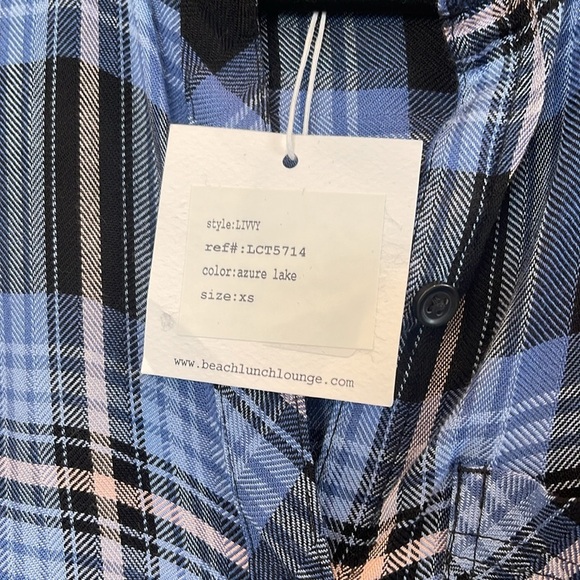 style:LIVVY
ref#:LCT5714
color:azure lake
size:xs
www.beachlunchlounge.com